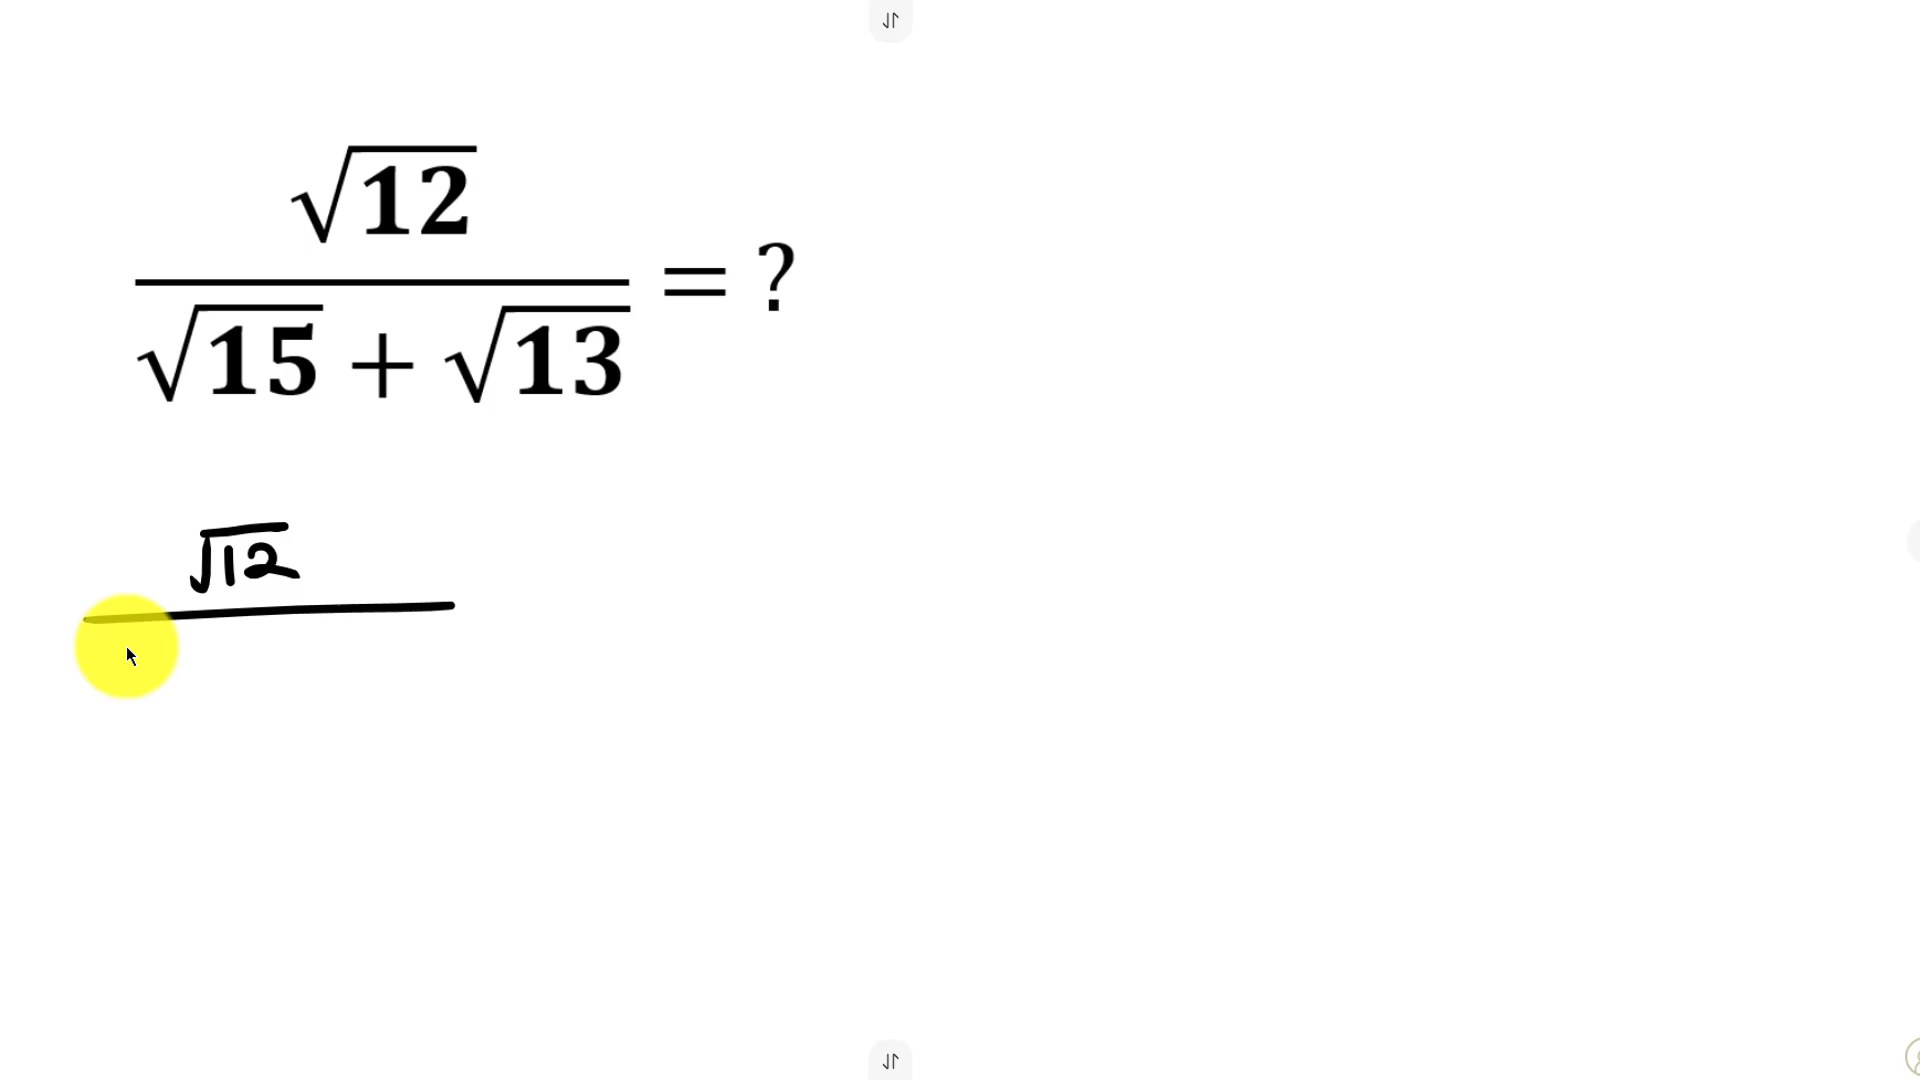 √12
√15 + √13
= ?
√12